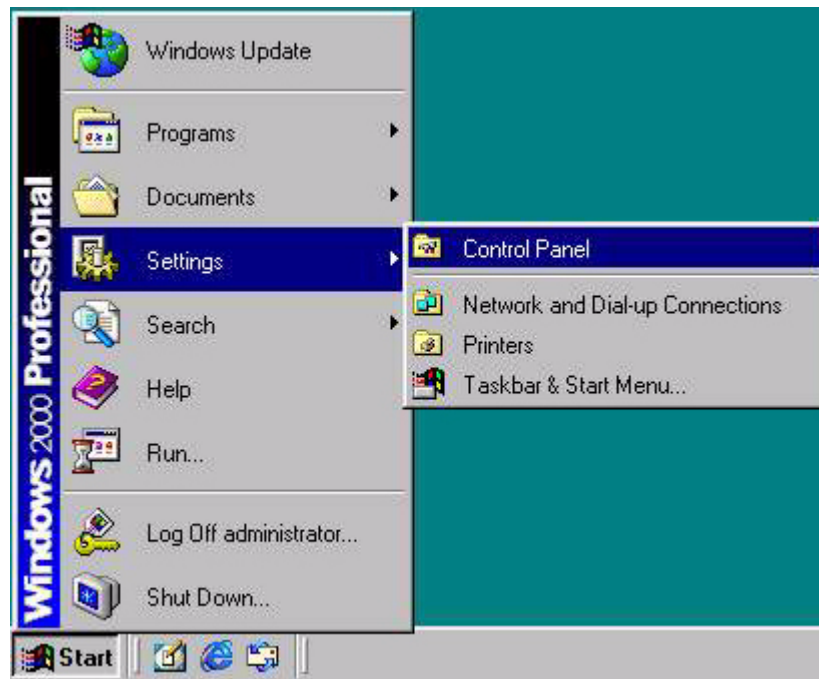 Windows 2000 Professional
Windows Update
Programs
Documents
Settings
Search
Help
Run...
Log Off administrator...
Shut Down...
Control Panel
Network and Dial-up Connections
Printers
Taskbar & Start Menu...
Start